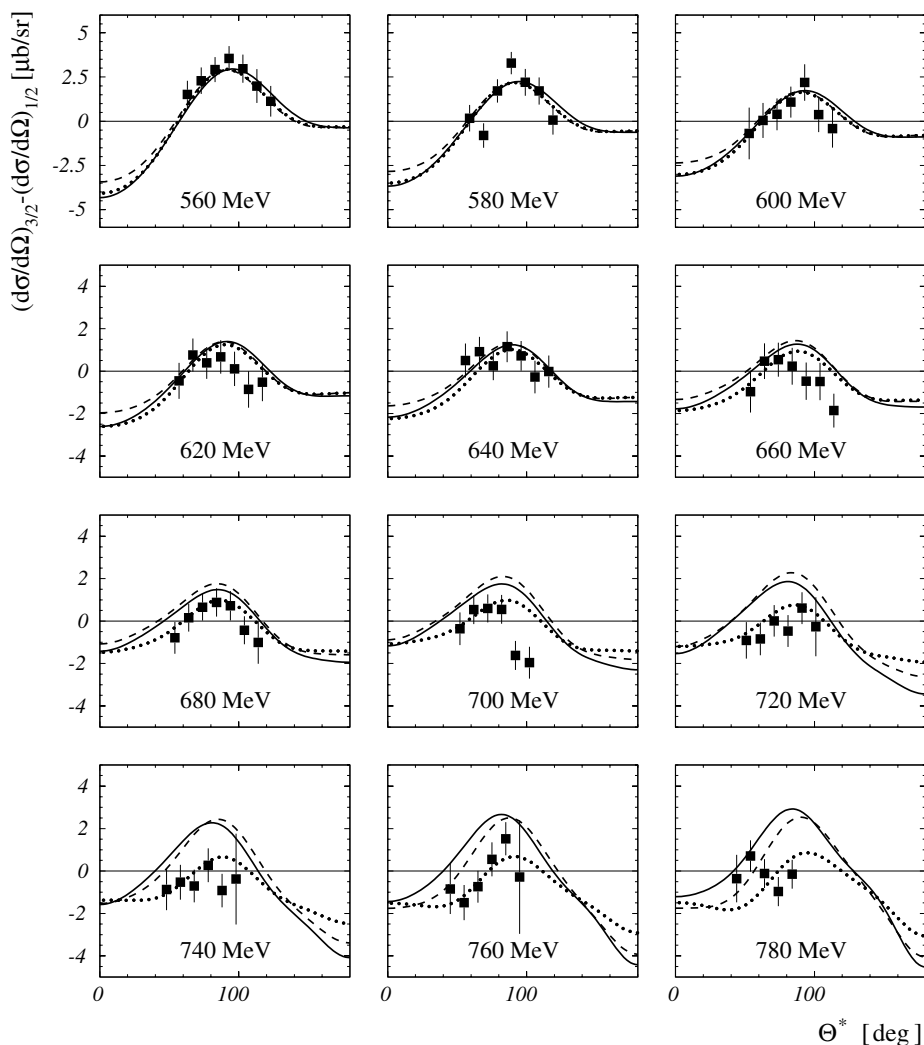 (dσ/dΩ)3/2-(dσ/dΩ)1/2 [μb/sr]
5
2.5
0
-2.5
-5
560 MeV
580 MeV
600 MeV
4
2
0
-2
-4
620 MeV
640 MeV
660 MeV
4
2
0
-2
-4
680 MeV
700 MeV
720 MeV
4
2
0
-2
-4
740 MeV
760 MeV
780 MeV
0 100 0 100 0 100
Θ* [deg]